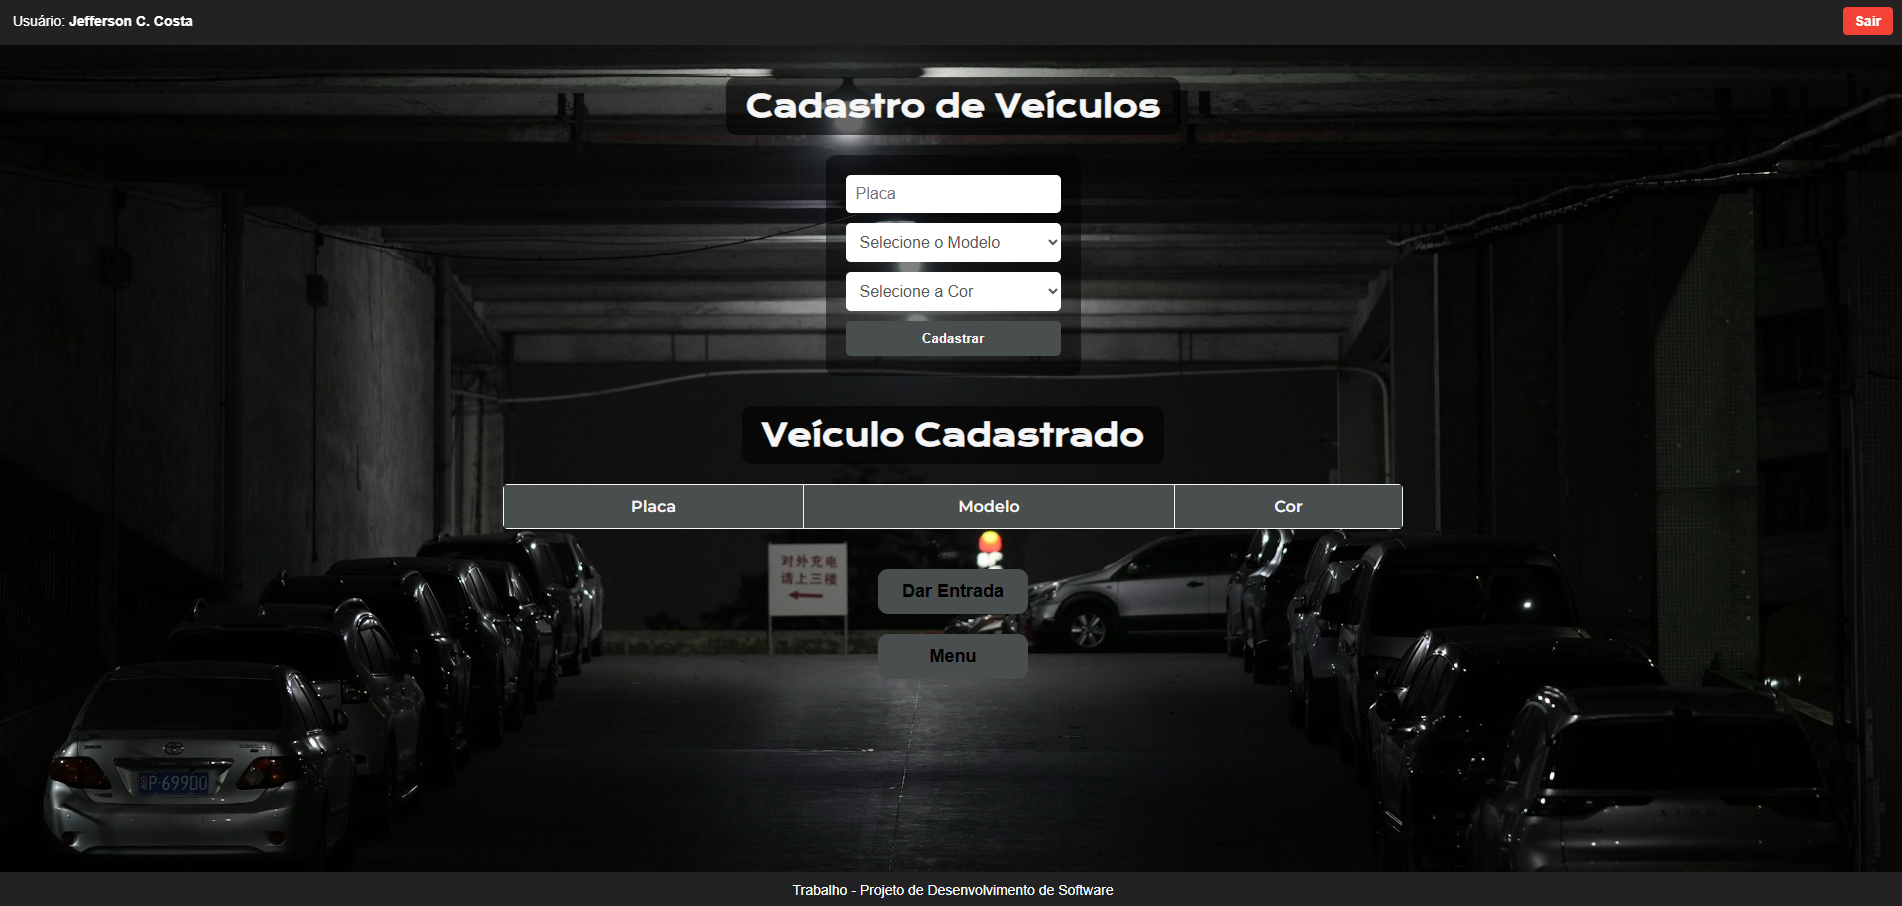 Usuário: Jefferson C. Costa
Sair
Cadastro de Veículos
Placa
Selecione o Modelo
Selecione a Cor
Cadastrar
Veículo Cadastrado
Placa Modelo Cor
对外充电
请上三楼
Dar Entrada
Menu
P·699D0
Trabalho - Projeto de Desenvolvimento de Software